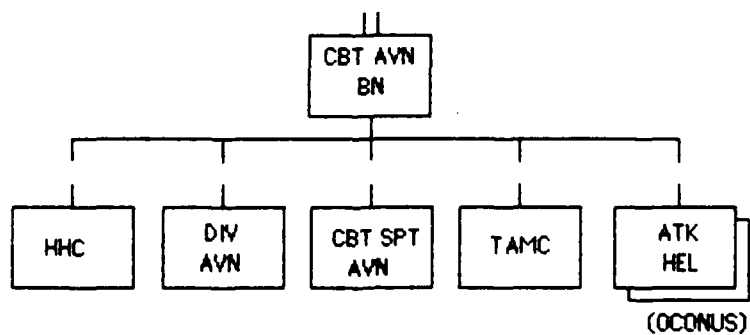 CBT AVN
BN
HHC
DIV
AVN
CBT SPT
AVN
TAMC
ATK
HEL
(OCONUS)